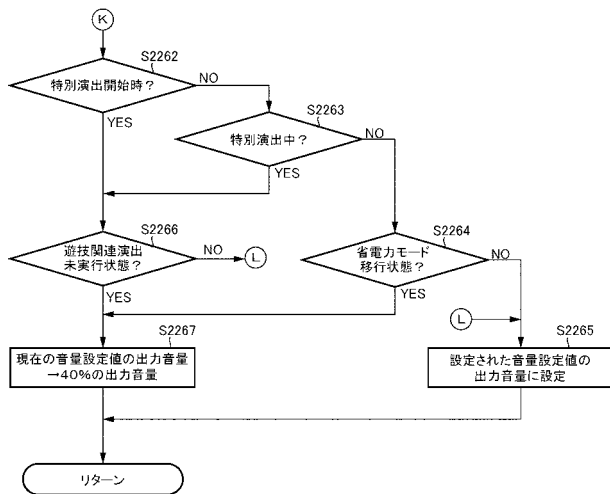 K
S2262
特別演出開始時?
NO
YES
S2263
特別演出中?
NO
YES
S2266
遊技関連演出
未実行状態?
NO
L
YES
S2264
省電力モード
移行状態?
NO
YES
L
S2267
現在の音量設定値の出力音量
→40%の出力音量
S2265
設定された音量設定値の
出力音量に設定
リターン